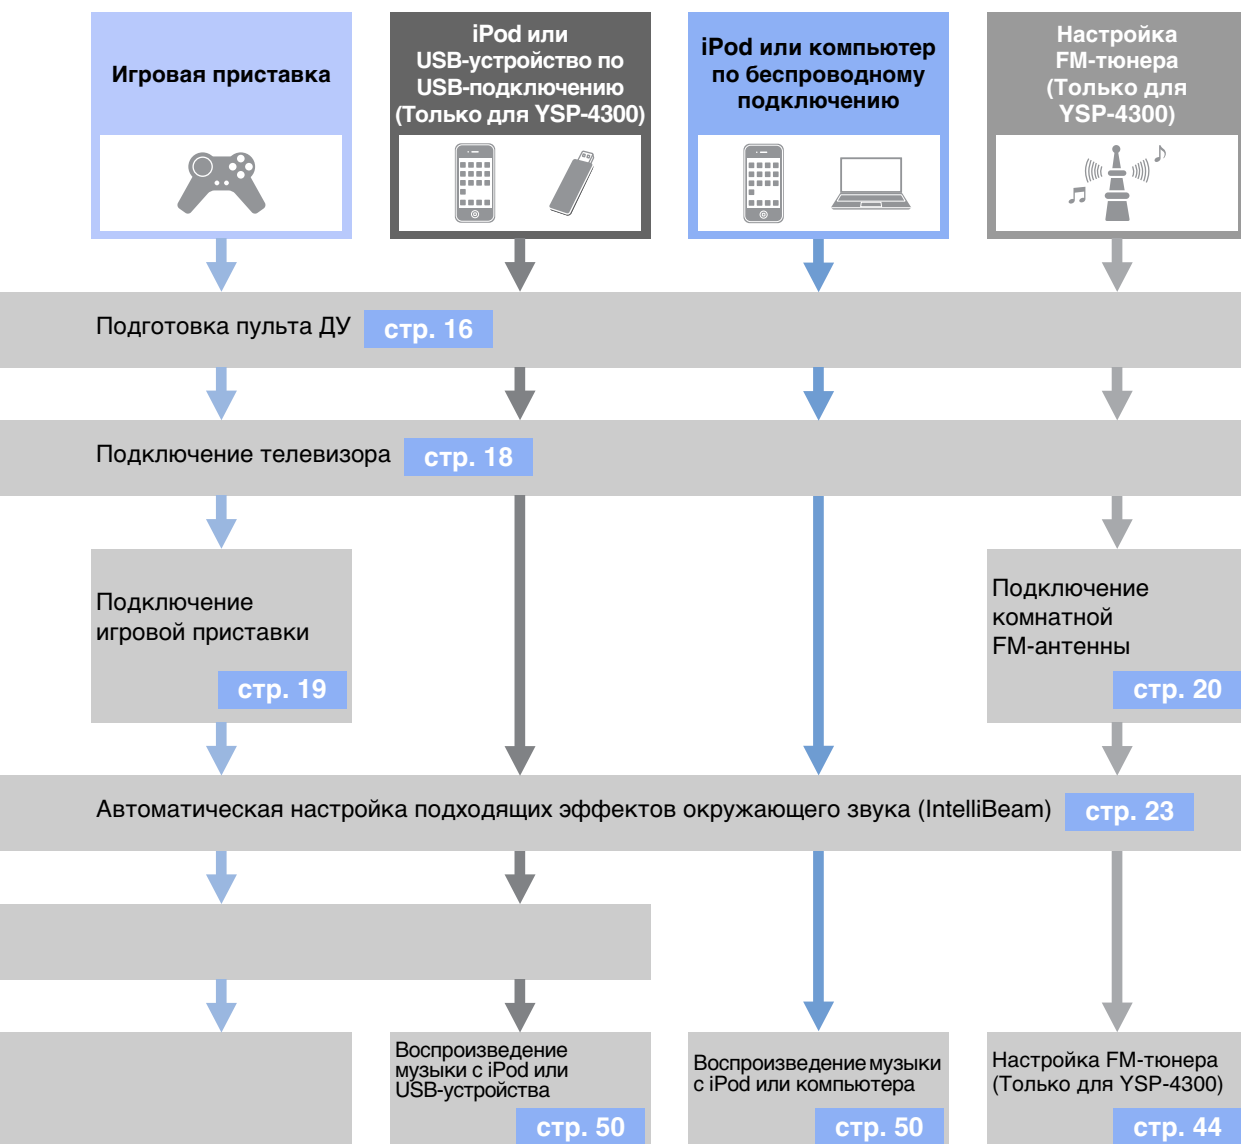 Игровая приставка
iPod или
USB-устройство по
USB-подключению
(Только для YSP-4300)
iPod или компьютер
по беспроводному
подключению
Настройка
FM-тюнера
(Только для
YSP-4300)
Подготовка пульта ДУ стр. 16
Подключение телевизора стр. 18
Подключение
игровой приставки
стр. 19
Подключение
комнатной
FM-антенны
стр. 20
Автоматическая настройка подходящих эффектов окружающего звука (IntelliBeam) стр. 23
Воспроизведение
музыки с iPod или
USB-устройства
стр. 50
Воспроизведение музыки
с iPod или компьютера
стр. 50
Настройка FM-тюнера
(Только для YSP-4300)
стр. 44